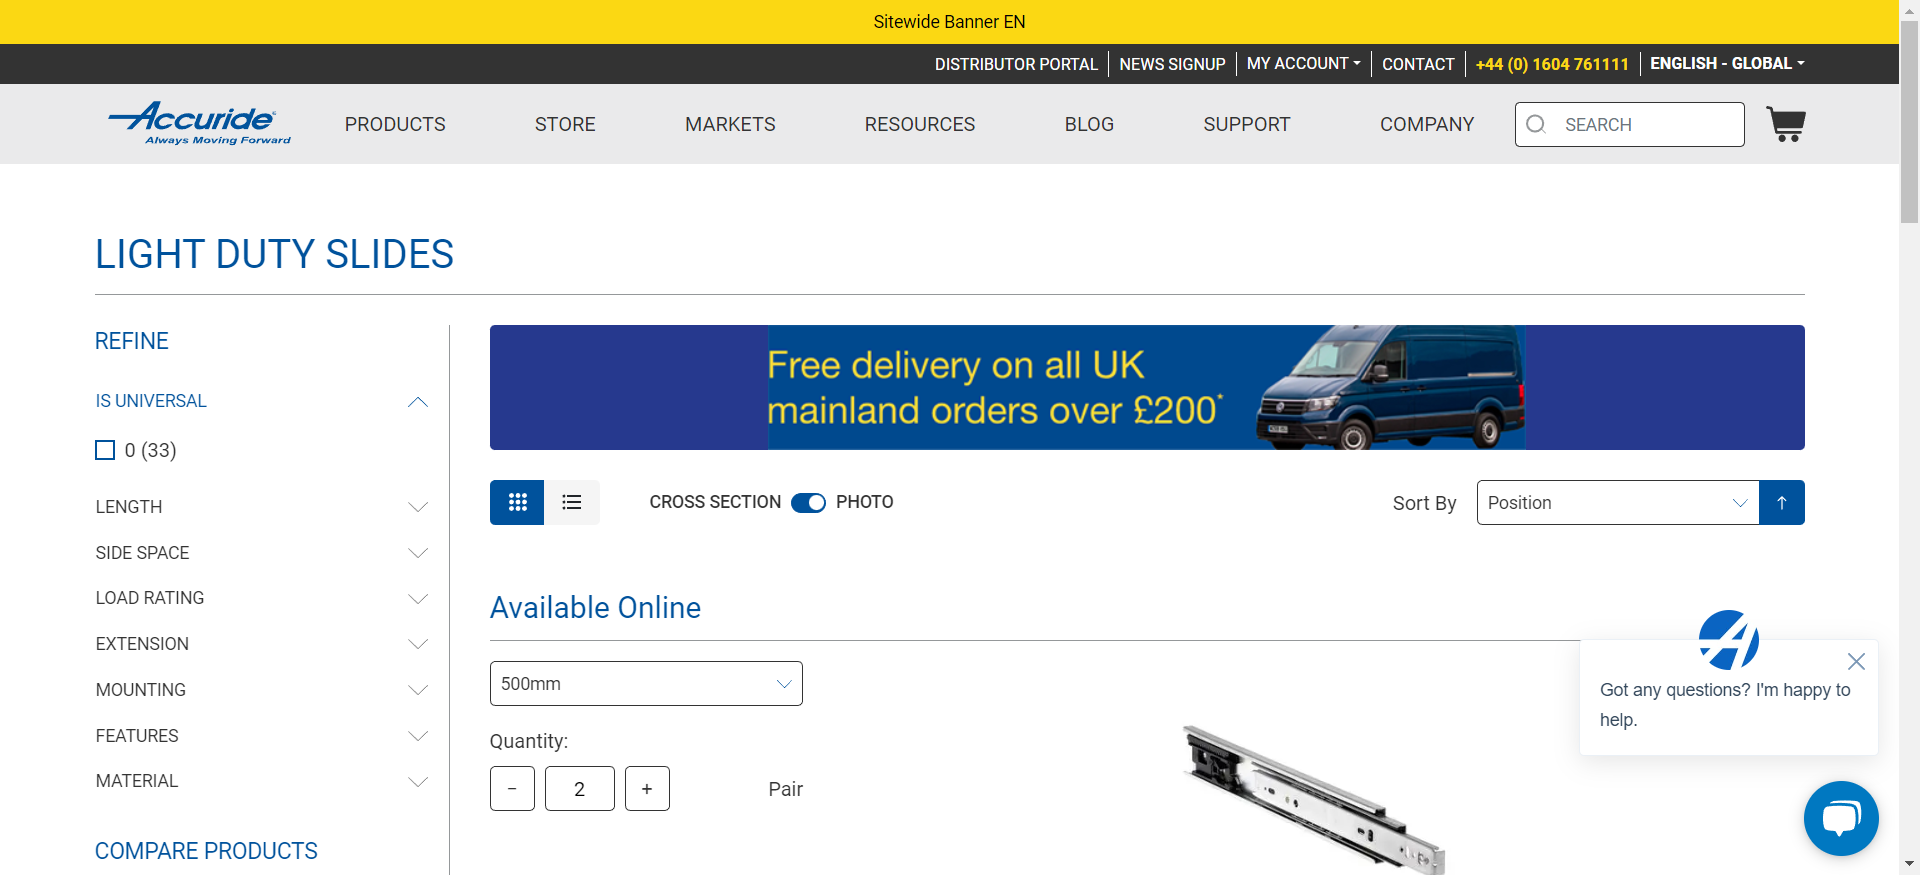 Sitewide Banner EN
DISTRIBUTOR PORTAL NEWS SIGNUP MY ACCOUNT CONTACT +44 (0) 1604 761111 ENGLISH - GLOBAL
Accuride
Always Moving Forward
PRODUCTS STORE MARKETS RESOURCES BLOG SUPPORT COMPANY SEARCH
LIGHT DUTY SLIDES
REFINE
IS UNIVERSAL
0 (33)
LENGTH
SIDE SPACE
LOAD RATING
EXTENSION
MOUNTING
FEATURES
MATERIAL
COMPARE PRODUCTS
Free delivery on all UK
mainland orders over £200*
CROSS SECTION PHOTO
Sort By Position
Available Online
500mm
Quantity:
- 2 + Pair
Got any questions? I'm happy to
help.